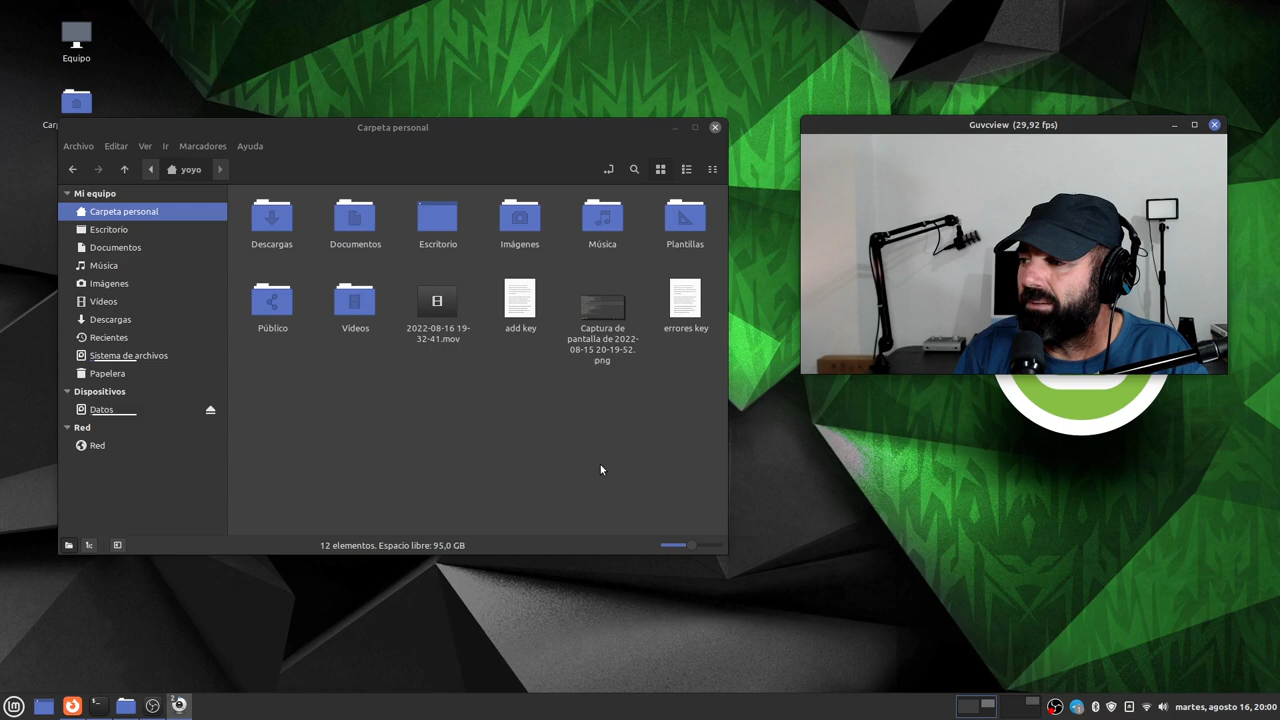 Equipo
Carp
Carpeta personal
Archivo Editar Ver Ir Marcadores Ayuda
yoyo
Mi equipo
Carpeta personal
Escritorio
Documentos
Música
Imágenes
Vídeos
Descargas
Recientes
Sistema de archivos
Papelera
Dispositivos
Datos
Red
Red
Descargas Documentos Escritorio Imágenes Música Plantillas
Público Vídeos 2022-08-16 19-
32-41.mov
add key
Captura de
pantalla de 2022-
08-15 20-19-52.
png
errores key
12 elementos. Espacio libre: 95,0 GB
Guvcview (29,92 fps)
2
martes, agosto 16, 20:00